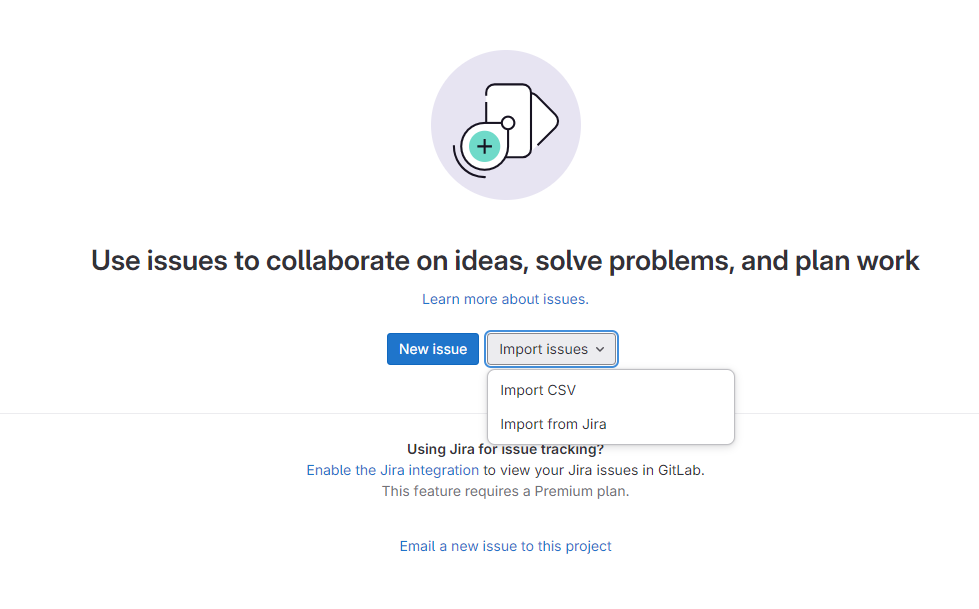 Use issues to collaborate on ideas, solve problems, and plan work
Learn more about issues.
New issue
Import issues
Import CSV
Import from Jira
Using Jira for issue tracking?
Enable the Jira integration to view your Jira issues in GitLab.
This feature requires a Premium plan.
Email a new issue to this project